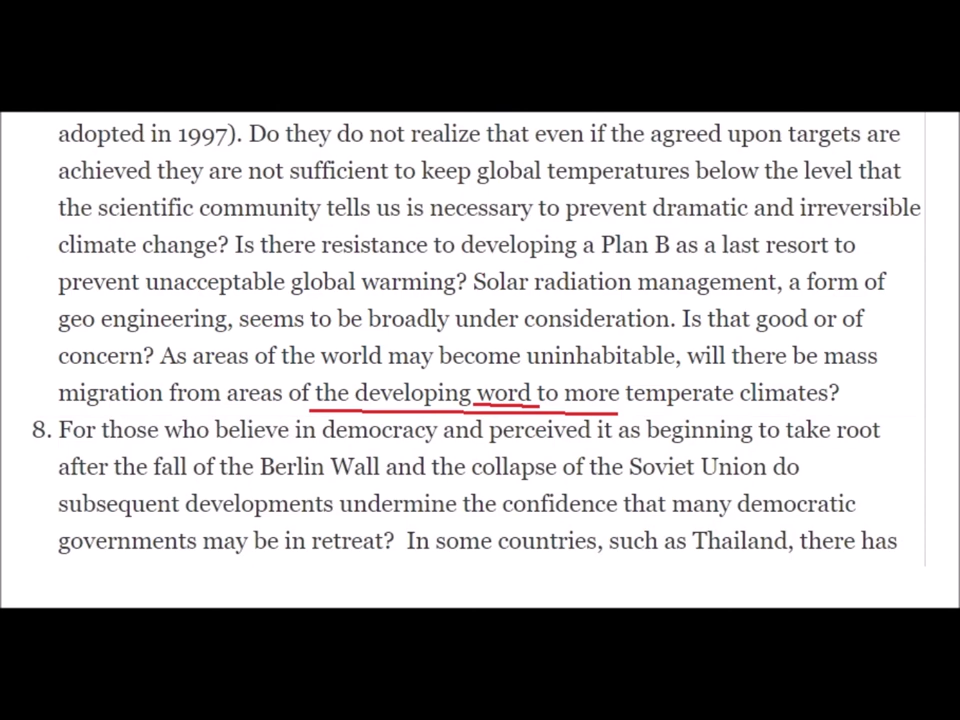 adopted in 1997). Do they do not realize that even if the agreed upon targets are
achieved they are not sufficient to keep global temperatures below the level that
the scientific community tells us is necessary to prevent dramatic and irreversible
climate change? Is there resistance to developing a Plan B as a last resort to
prevent unacceptable global warming? Solar radiation management, a form of
geo engineering, seems to be broadly under consideration. Is that good or of
concern? As areas of the world may become uninhabitable, will there be mass
migration from areas of the developing word to more temperate climates?
8. For those who believe in democracy and perceived it as beginning to take root
after the fall of the Berlin Wall and the collapse of the Soviet Union do
subsequent developments undermine the confidence that many democratic
governments may be in retreat?  In some countries, such as Thailand, there has